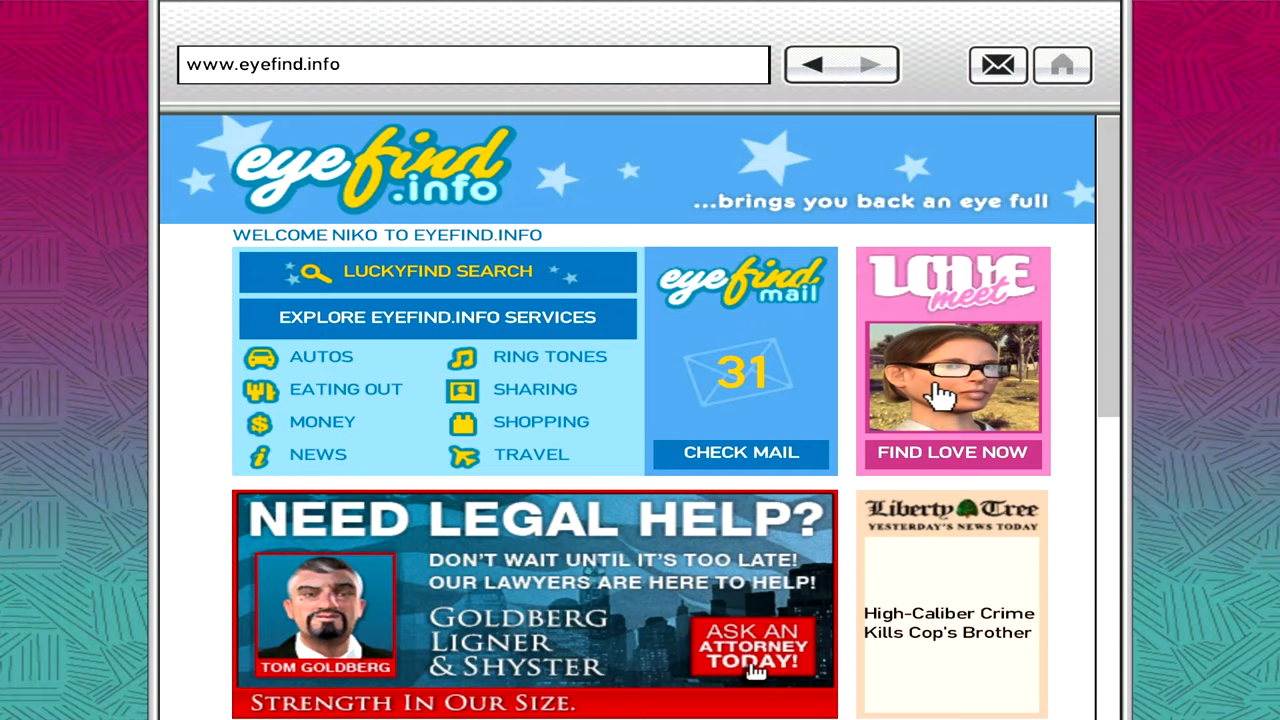 www.eyefind.info
eyefind
.info
...brings you back an eye full
WELCOME NIKO TO EYEFIND.INFO
LUCKYFIND SEARCH
EXPLORE EYEFIND.INFO SERVICES
AUTOS
RING TONES
EATING OUT
SHARING
MONEY
SHOPPING
NEWS
TRAVEL
eyefind
mail
31
CHECK MAIL
LOVE
meet
FIND LOVE NOW
NEED LEGAL HELP?
DON'T WAIT UNTIL IT'S TOO LATE!
OUR LAWYERS ARE HERE TO HELP!
GOLDBERG
LIGNER
& SHYSTER
TOM GOLDBERG
ASK AN
ATTORNEY
TODAY!
STRENGTH IN OUR SIZE.
Liberty Tree
YESTERDAY'S NEWS TODAY
High-Caliber Crime
Kills Cop's Brother